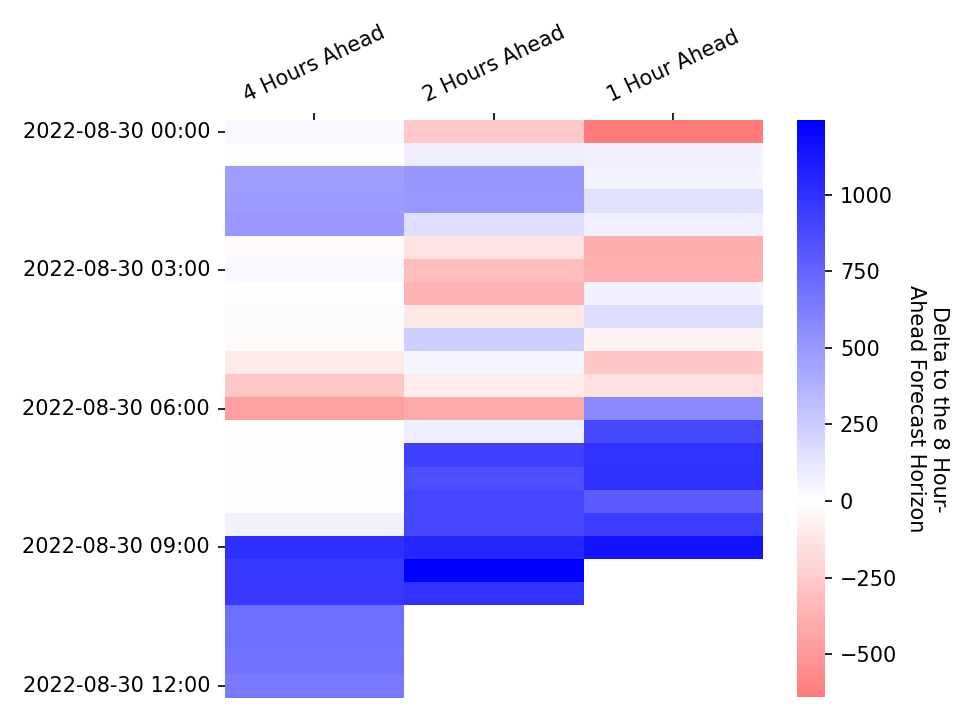 4 Hours Ahead
2 Hours Ahead
1 Hour Ahead
2022-08-30 00:00
2022-08-30 03:00
2022-08-30 06:00
2022-08-30 09:00
2022-08-30 12:00
1000
750
500
250
0
−250
−500
Delta to the 8 Hour-
Ahead Forecast Horizon